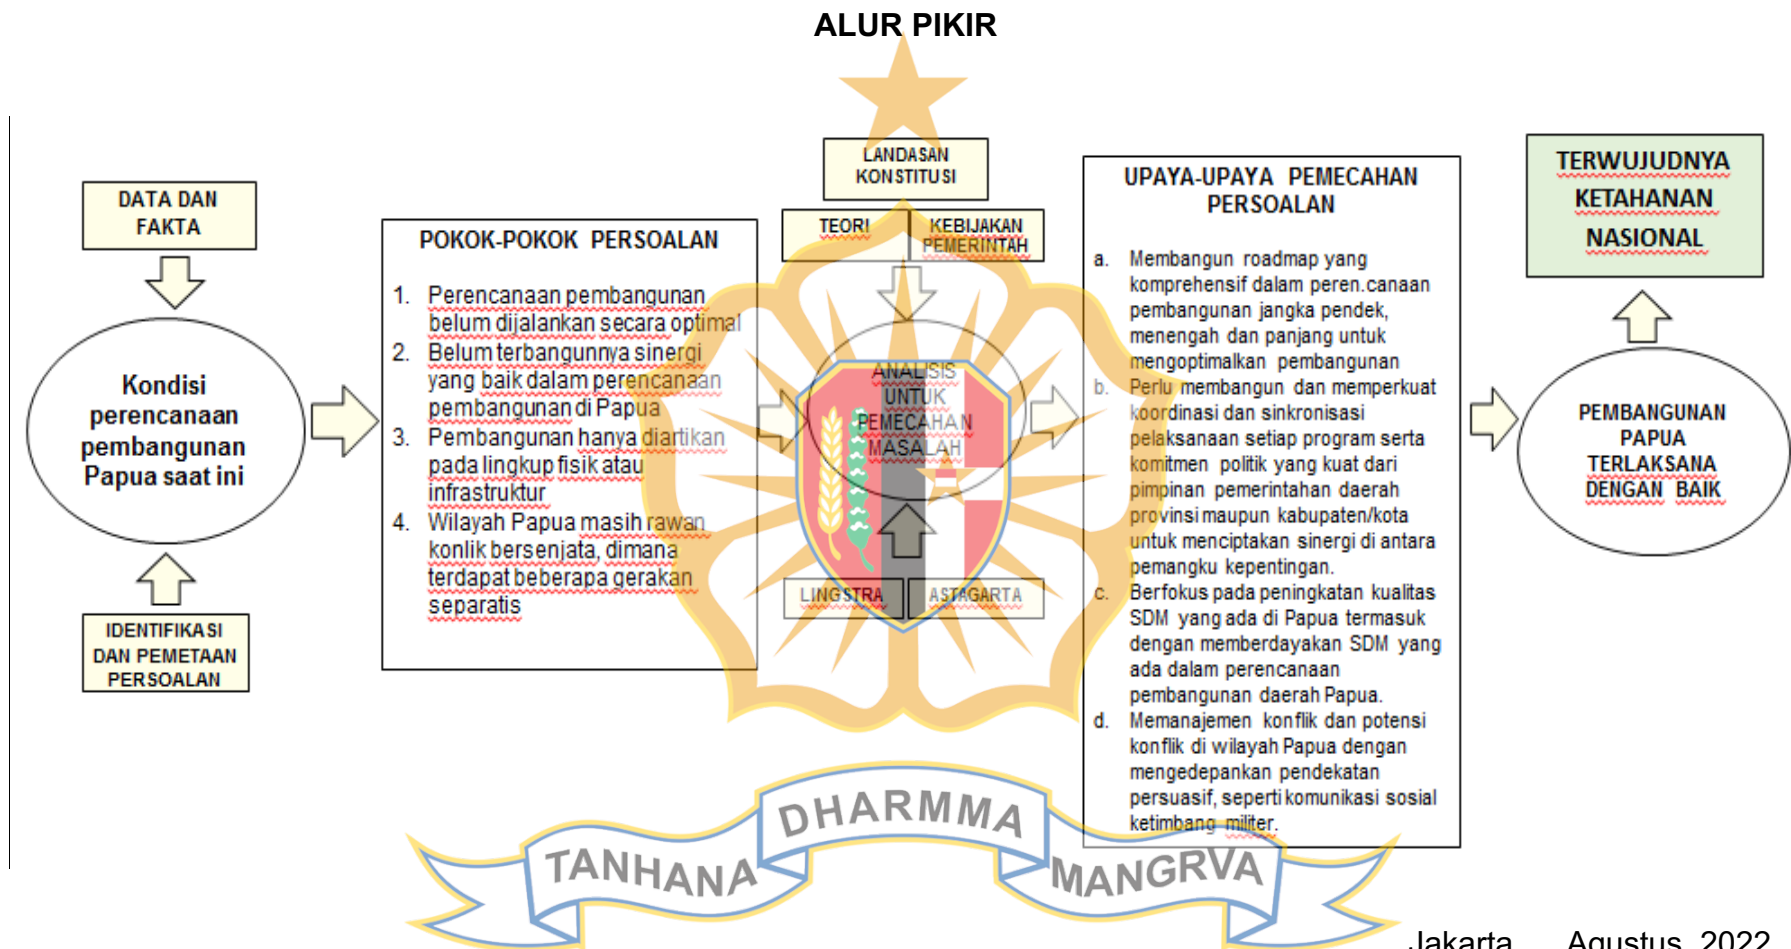 ALUR PIKIR
DATA DAN
FAKTA
Kondisi
perencanaan
pembangunan
Papua saat ini
IDENTIFIKASI
DAN PEMETAAN
PERSOALAN
POKOK-POKOK PERSOALAN
1. Perencanaan pembangunan
belum dijalankan secara optimal
2. Belum terbangunnya sinergi
yang baik dalam perencanaan
pembangunan di Papua
3. Pembangunan hanya diartikan
pada lingkup fisik atau
infrastruktur
4. Wilayah Papua masih rawan
konlik bersenjata, dimana
terdapat beberapa gerakan
separatis
LANDASAN
KONSTITUSI
TEORI
KEBIJAKAN
PEMERINTAH
ANALISIS
UNTUK
PEMECAHAN
MASALAH
LINGSTRA
ASTAGARTA
UPAYA-UPAYA PEMECAHAN
PERSOALAN
a. Membangun roadmap yang
komprehensif dalam peren.canaan
pembangunan jangka pendek,
menengah dan panjang untuk
mengoptimalkan pembangunan
b. Perlu membangun dan memperkuat
koordinasi dan sinkronisasi
pelaksanaan setiap program serta
komitmen politik yang kuat dari
pimpinan pemerintahan daerah
provinsi maupun kabupaten/kota
untuk menciptakan sinergi di antara
pemangku kepentingan.
c. Berfokus pada peningkatan kualitas
SDM yang ada di Papua termasuk
dengan memberdayakan SDM yang
ada dalam perencanaan
pembangunan daerah Papua.
d. Memanajemen konflik dan potensi
konflik di wilayah Papua dengan
mengedepankan pendekatan
persuasif, seperti komunikasi sosial
ketimbang militer.
TERWUJUDNYA
KETAHANAN
NASIONAL
PEMBANGUNAN
PAPUA
TERLAKSANA
DENGAN BAIK
TANHANA DHARMMA MANGRVA
Jakarta, Agustus 2022